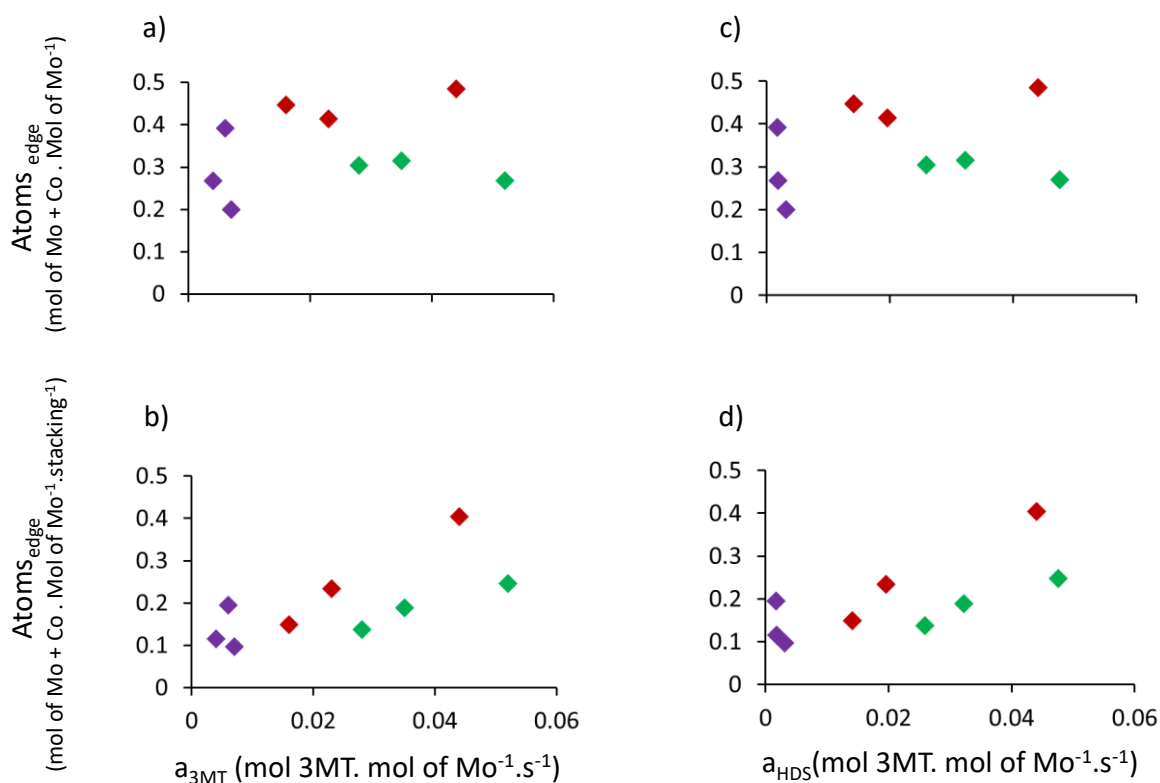 a)
Atoms edge
(mol of Mo + Co . Mol of Mo-1)
0.5
0.4
0.3
0.2
0.1
0
c)
0.5
0.4
0.3
0.2
0.1
0
b)
Atomsedge
(mol of Mo + Co . Mol of Mo-1.stacking-1)
0.5
0.4
0.3
0.2
0.1
0
0 0.02 0.04 0.06
a3MT (mol 3MT. mol of Mo-1.s-1)
d)
0.5
0.4
0.3
0.2
0.1
0
0 0.02 0.04 0.06
aHDS(mol 3MT. mol of Mo-1.s-1)